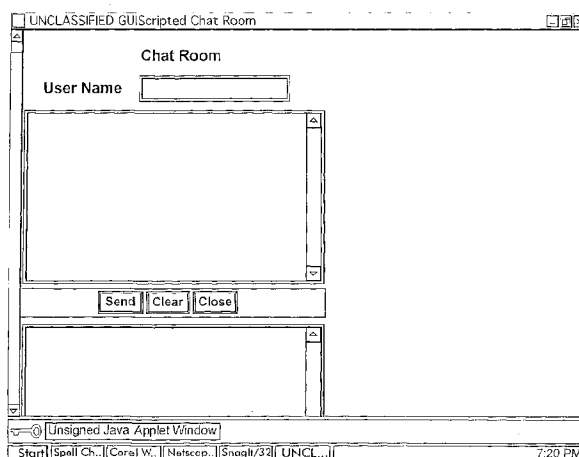 UNCLASSIFIED GUIScripted Chat Room
Chat Room
User Name
Send Clear Close
Unsigned Java Applet Window
Start Spell Ch.. Corel W.. Netscap.. SnagIt/32 UNCL... 7:20 PM